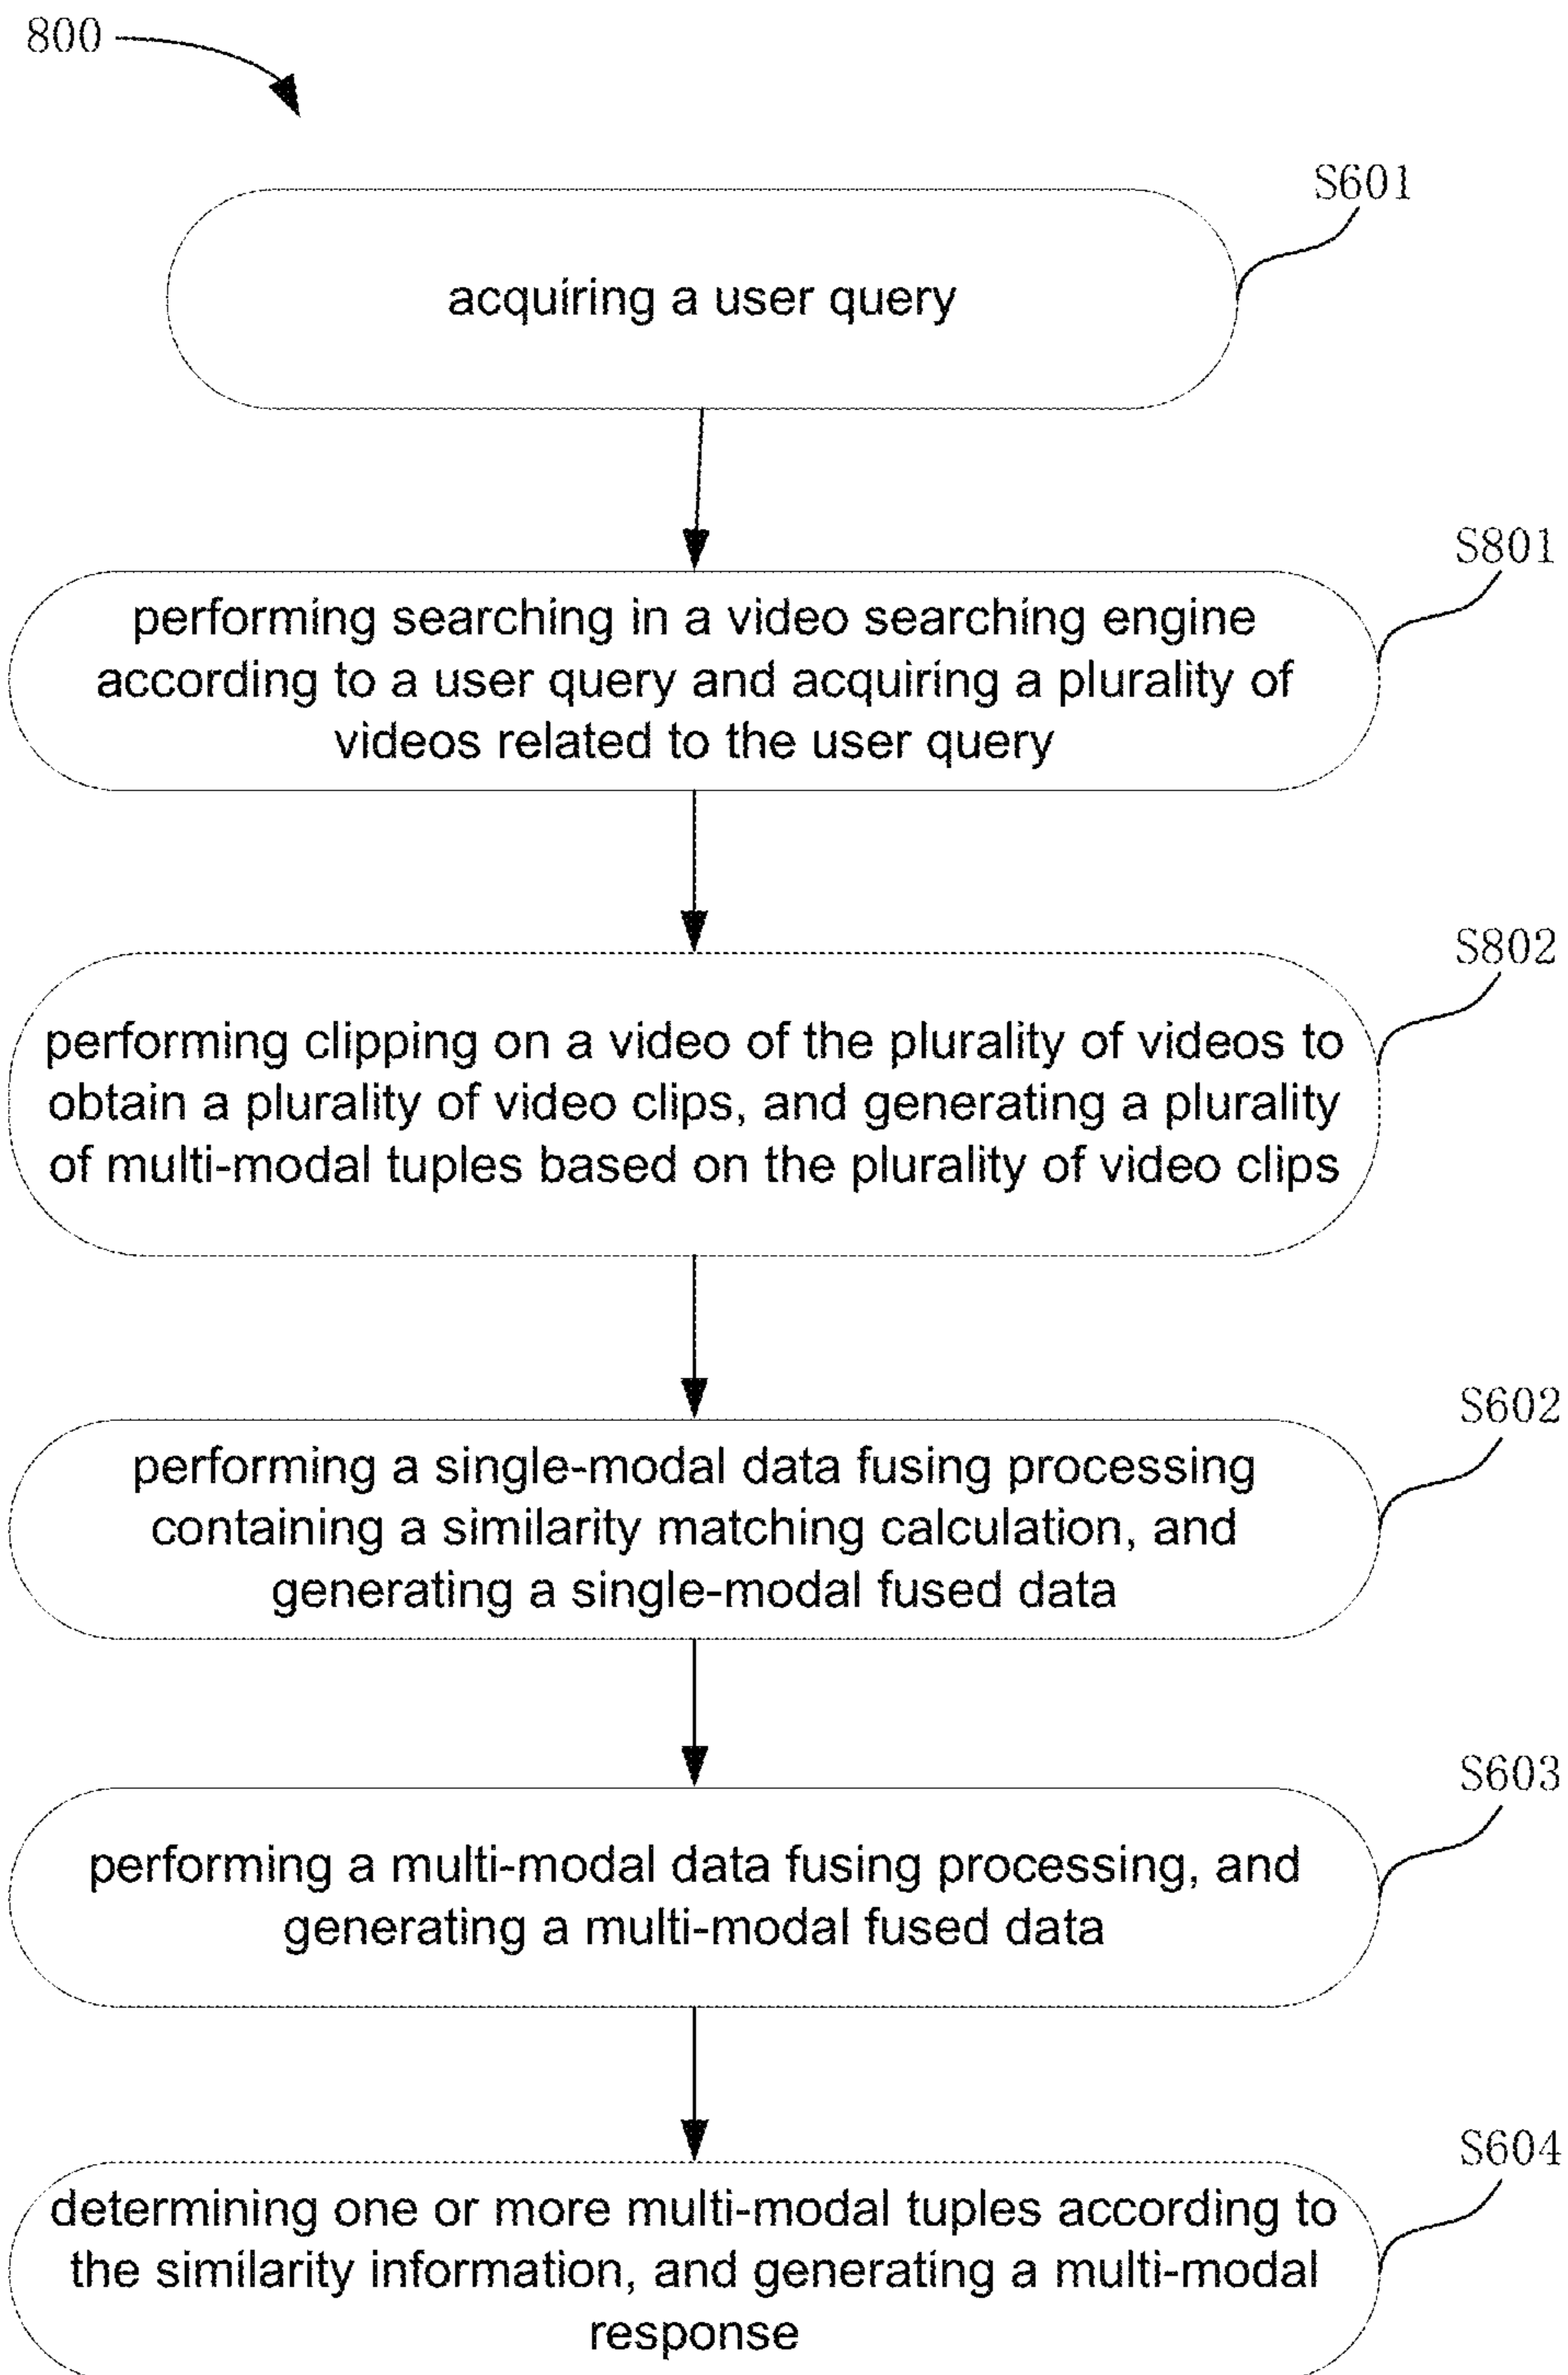 800
S601
acquiring a user query
S801
performing searching in a video searching engine
according to a user query and acquiring a plurality of
videos related to the user query
S802
performing clipping on a video of the plurality of videos to
obtain a plurality of video clips, and generating a plurality
of multi-modal tuples based on the plurality of video clips
S602
performing a single-modal data fusing processing
containing a similarity matching calculation, and
generating a single-modal fused data
S603
performing a multi-modal data fusing processing, and
generating a multi-modal fused data
S604
determining one or more multi-modal tuples according to
the similarity information, and generating a multi-modal
response